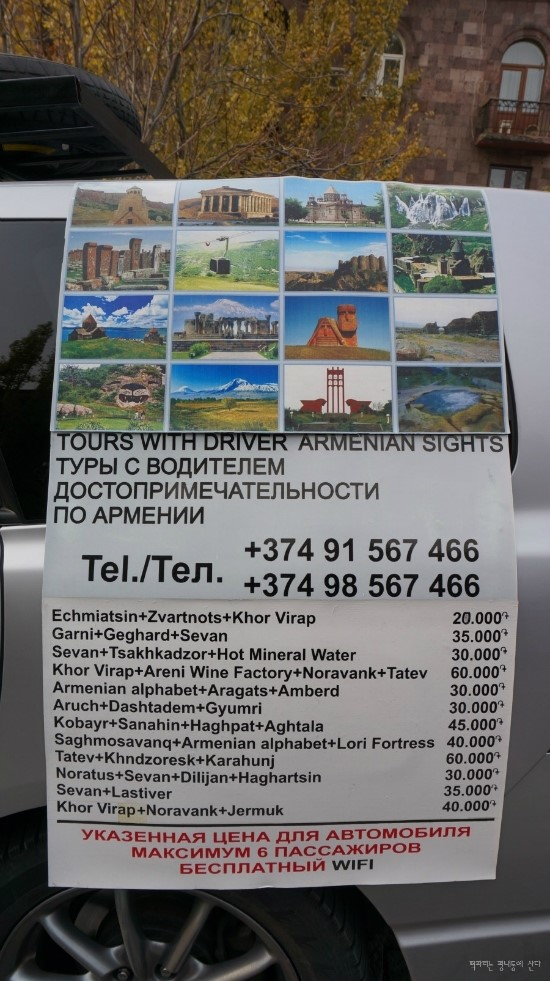 TOURS WITH DRIVER ARMENIAN SIGHTS
ТУРЫ С ВОДИТЕЛЕМ
ДОСТОПРИМЕЧАТЕЛЬНОСТИ
ПО АРМЕНИИ
Tel./Тел. +374 91 567 466
+374 98 567 466
Echmiatsin+Zvartnots+Khor Virap 20.000֏
Garni+Geghard+Sevan 35.000֏
Sevan+Tsakhkadzor+Hot Mineral Water 30.000֏
Khor Virap+Areni Wine Factory+Noravank+Tatev 60.000֏
Armenian alphabet+Aragats+Amberd 30.000֏
Aruch+Dashtadem+Gyumri 30.000֏
Kobayr+Sanahin+Haghpat+Aghtala 45.000֏
Saghmosavanq+Armenian alphabet+Lori Fortress 40.000֏
Tatev+Khndzoresk+Karahunj 60.000֏
Noratus+Sevan+Dilijan+Haghartsin 30.000֏
Sevan+Lastiver 35.000֏
Khor Virap+Noravank+Jermuk 40.000֏
УКАЗЕННАЯ ЦЕНА ДЛЯ АВТОМОБИЛЯ
МАКСИМУМ 6 ПАССАЖИРОВ
БЕСПЛАТНЫЙ WIFI